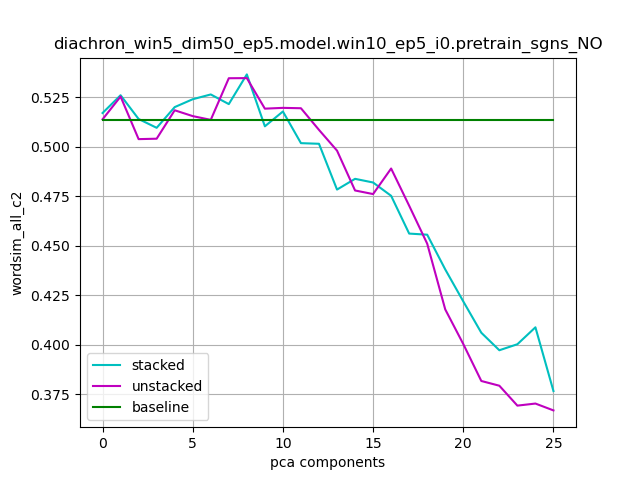 diachron_win5_dim50_ep5.model.win10_ep5_i0.pretrain_sgns_NO
wordsim_all_c2
0.525
0.500
0.475
0.450
0.425
0.400
0.375
stacked
unstacked
baseline
0 5 10 15 20 25
pca components